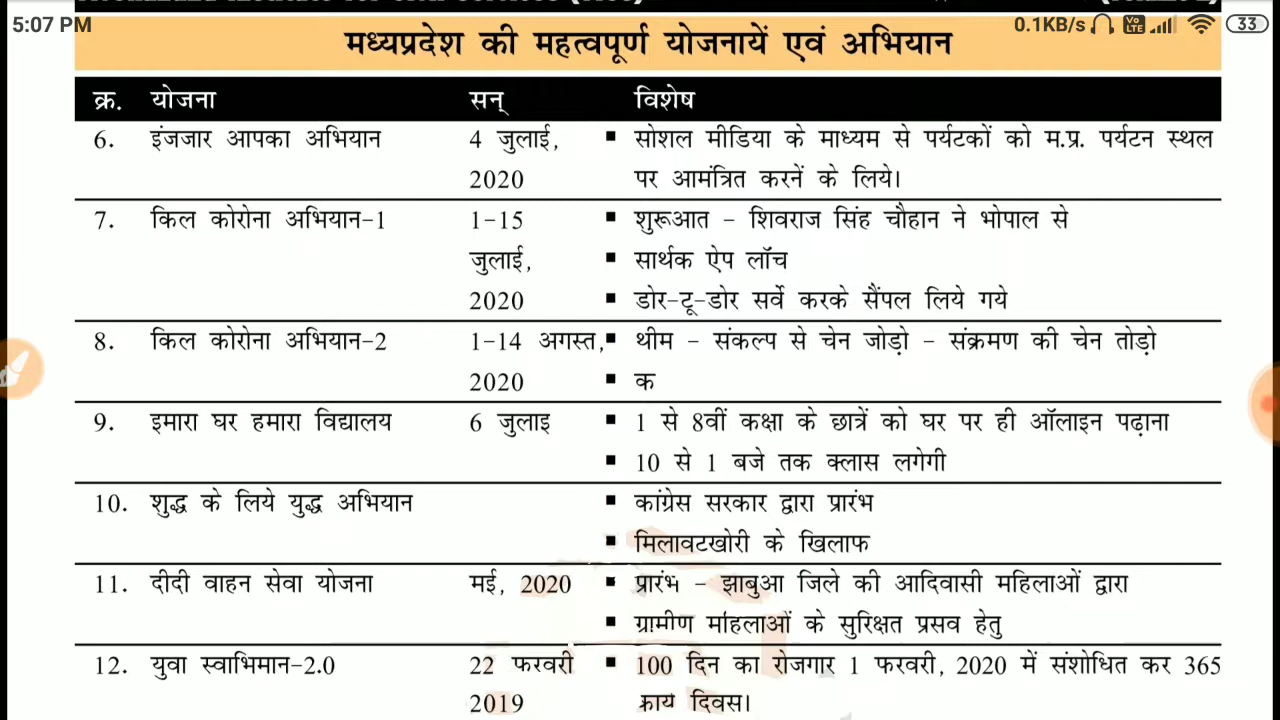 5:07 PM
0.1KB/s Vo LTE 33
मध्यप्रदेश की महत्वपूर्ण योजनायें एवं अभियान
क्र. योजना सन् विशेष
6. इंजजार आपका अभियान 4 जुलाई, ▪ सोशल मीडिया के माध्यम से पर्यटकों को म.प्र. पर्यटन स्थल
2020 पर आमंत्रित करनें के लिये।
7. किल कोरोना अभियान-1 1-15 ▪ शुरूआत - शिवराज सिंह चौहान ने भोपाल से
जुलाई, ▪ सार्थक ऐप लॉच
2020 ▪ डोर-टू-डोर सर्वे करके सैंपल लिये गये
8. किल कोरोना अभियान-2 1-14 अगस्त, ▪ थीम - संकल्प से चेन जोड़ो - संक्रमण की चेन तोड़ो
2020 ▪ क
9. इमारा घर हमारा विद्यालय 6 जुलाइ ▪ 1 से 8वीं कक्षा के छात्रें को घर पर ही ऑलाइन पढ़ाना
▪ 10 से 1 बजे तक क्लास लगेगी
10. शुद्ध के लिये युद्ध अभियान ▪ कांग्रेस सरकार द्वारा प्रारंभ
▪ मिलावटखोरी के खिलाफ
11. दीदी वाहन सेवा योजना मई, 2020 ▪ प्रारंभ - झाबुआ जिले की आदिवासी महिलाओं द्वारा
▪ ग्रामीण महिलाओं के सुरिक्षत प्रसव हेतु
12. युवा स्वाभिमान-2.0 22 फरवरी ▪ 100 दिन का रोजगार 1 फरवरी, 2020 में संशोधित कर 365
2019 कार्य दिवस।